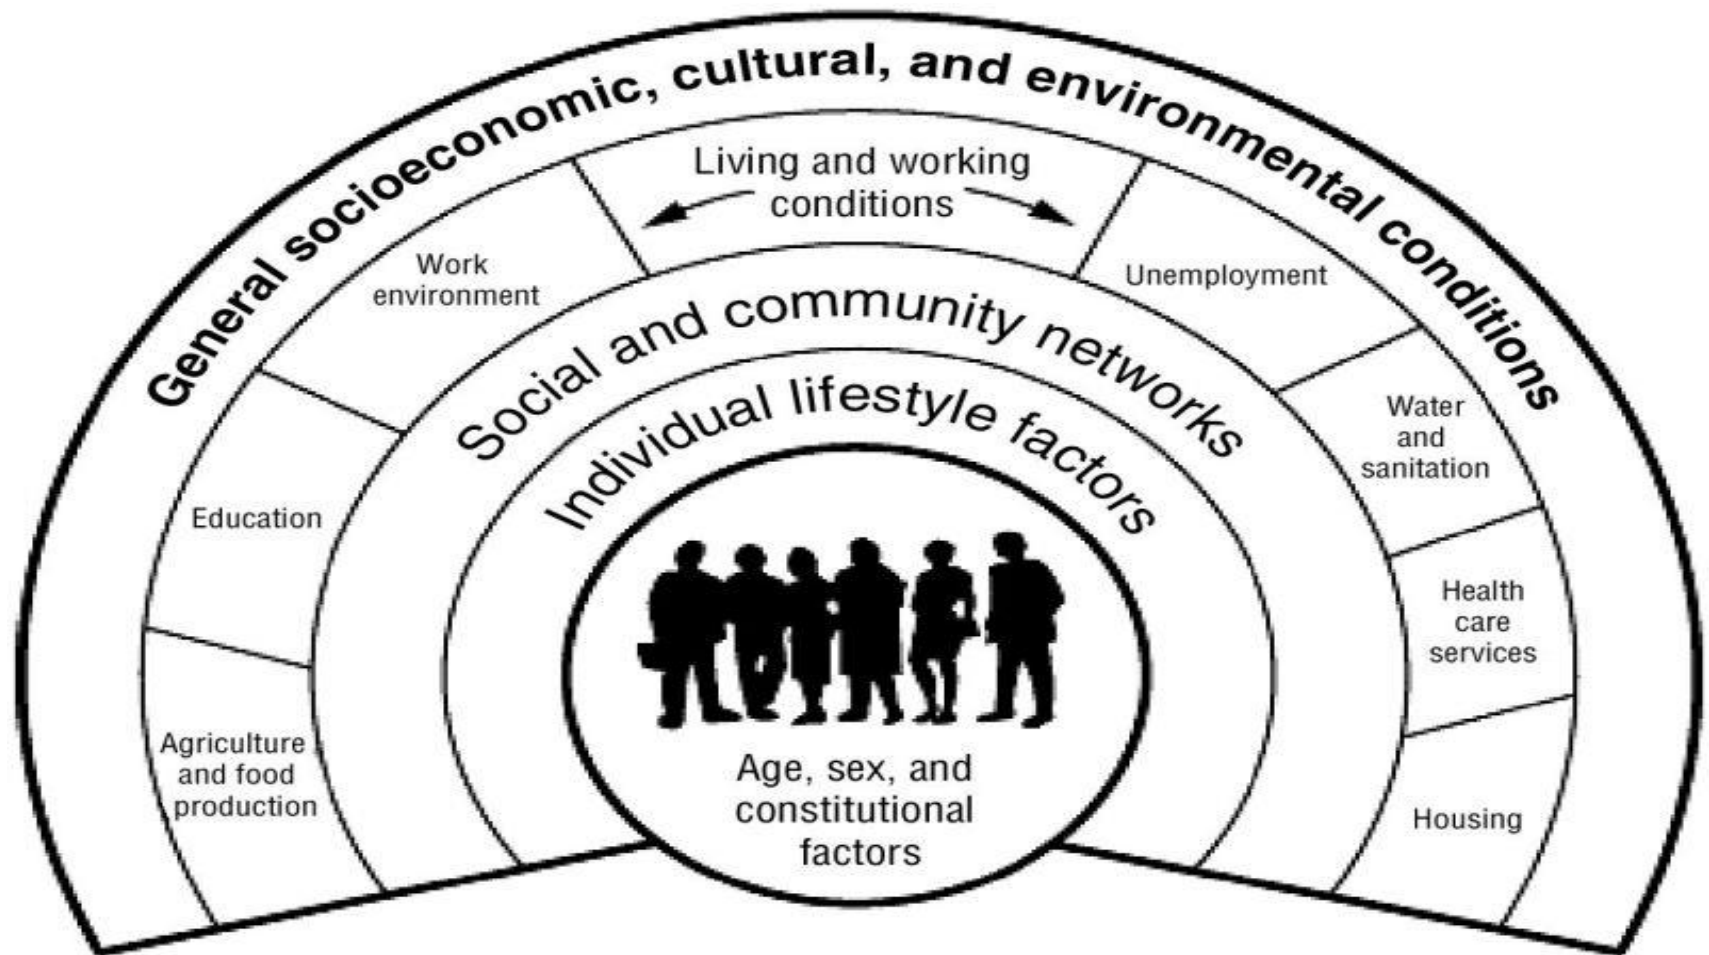 General socioeconomic, cultural, and environmental conditions
Living and working
conditions
Work
environment
Unemployment
Social and community networks
Individual lifestyle factors
Water
and
sanitation
Education
Health
care
services
Agriculture
and food
production
Housing
Age, sex, and
constitutional
factors